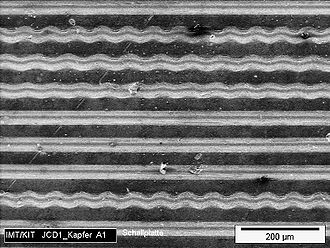 IMT/KIT JCD1_Kapfer A1
Schallplatte
200 µm